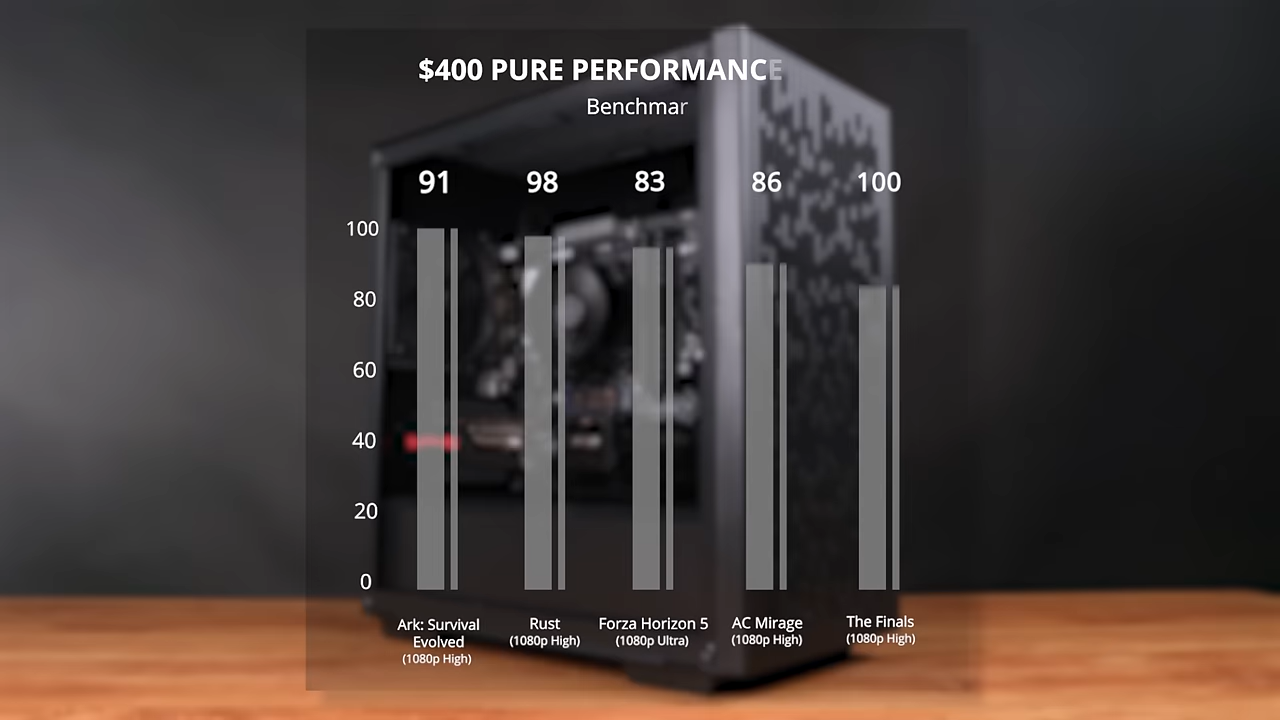 $400 PURE PERFORMANCE
Benchmar
91 98 83 86 100
100
80
60
40
20
0
Ark: Survival
Evolved
(1080p High)
Rust
(1080p High)
Forza Horizon 5
(1080p Ultra)
AC Mirage
(1080p High)
The Finals
(1080p High)